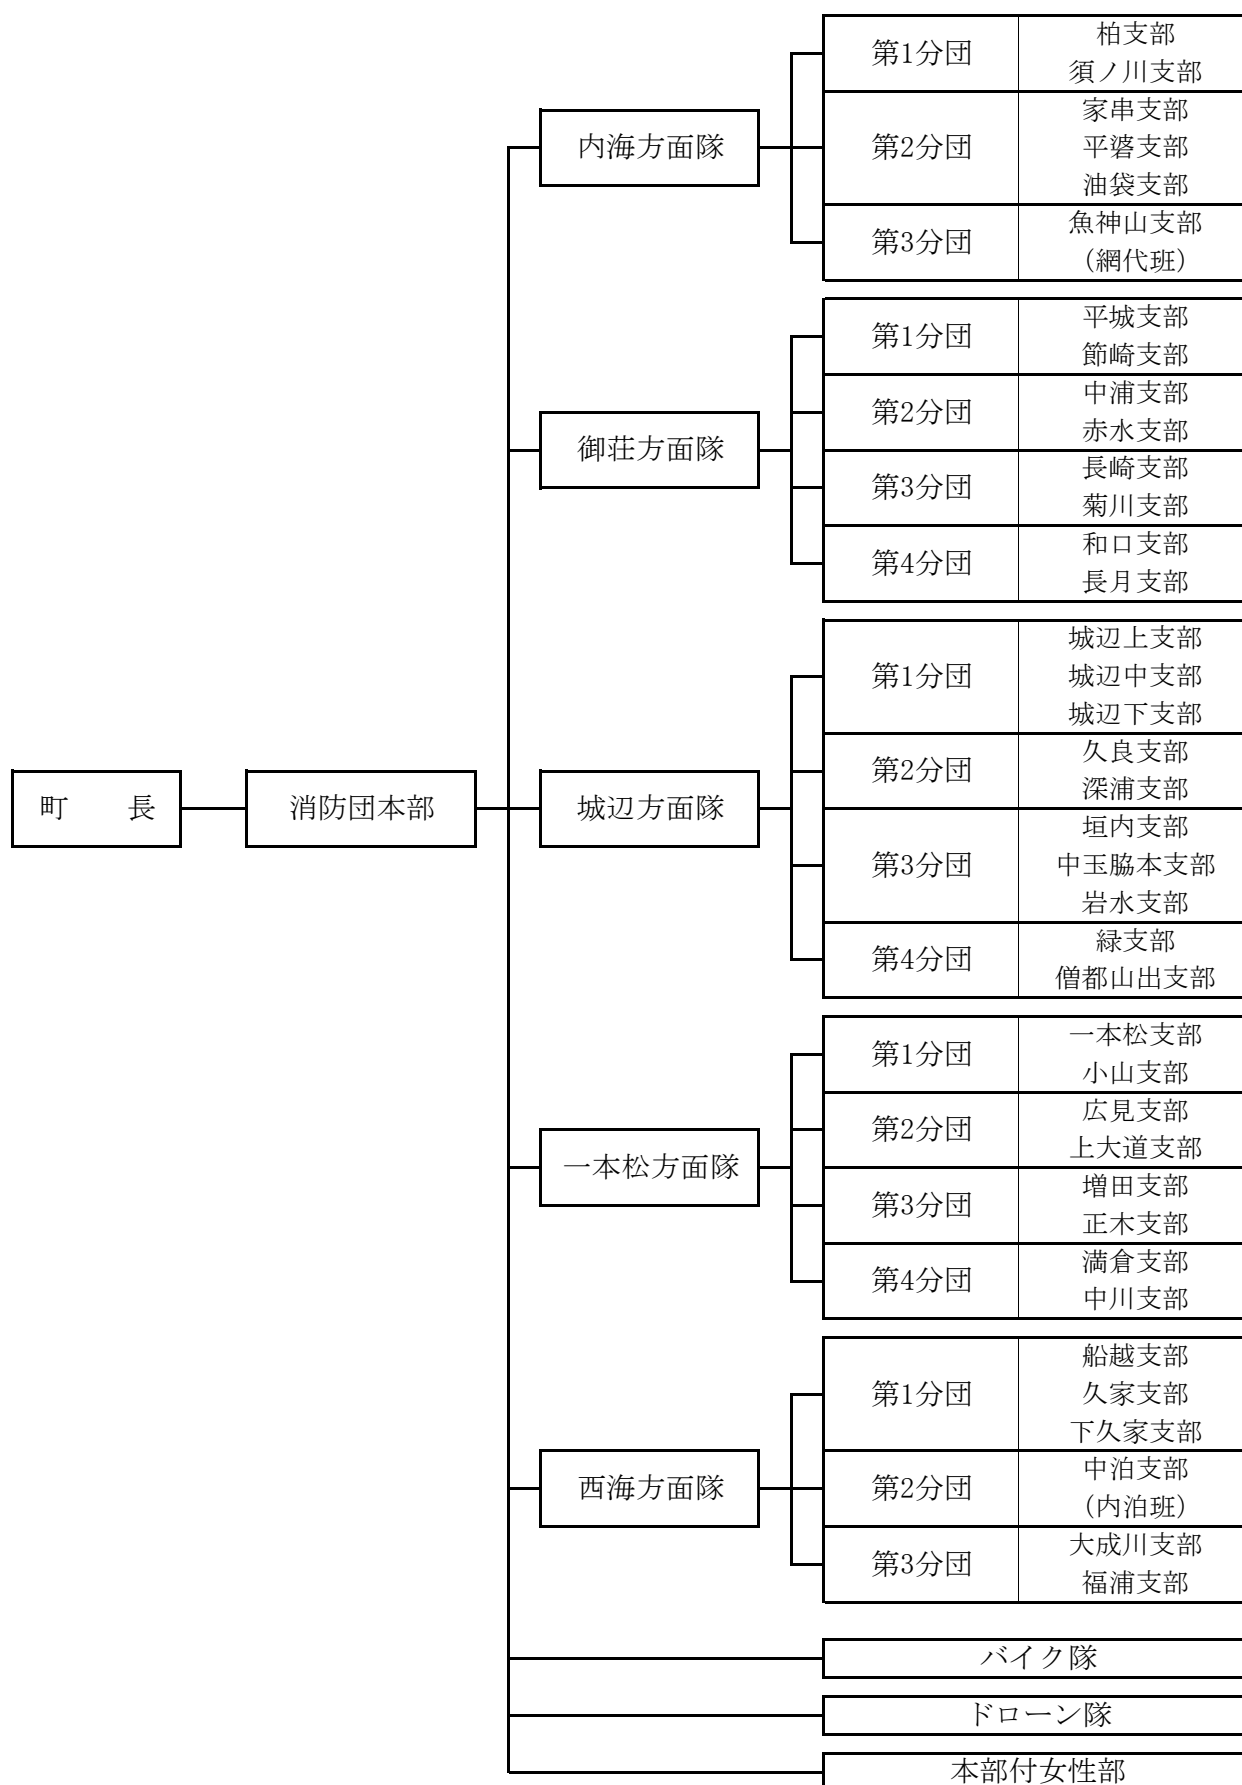 町　長
消防団本部
内海方面隊
第1分団
柏支部
須ノ川支部
第2分団
家串支部
平碆支部
油袋支部
第3分団
魚神山支部
(網代班)
御荘方面隊
第1分団
平城支部
節崎支部
第2分団
中浦支部
赤水支部
第3分団
長崎支部
菊川支部
第4分団
和口支部
長月支部
城辺方面隊
第1分団
城辺上支部
城辺中支部
城辺下支部
第2分団
久良支部
深浦支部
第3分団
垣内支部
中玉脇本支部
岩水支部
第4分団
緑支部
僧都山出支部
一本松方面隊
第1分団
一本松支部
小山支部
第2分団
広見支部
上大道支部
第3分団
増田支部
正木支部
第4分団
満倉支部
中川支部
西海方面隊
第1分団
船越支部
久家支部
下久家支部
第2分団
中泊支部
(内泊班)
第3分団
大成川支部
福浦支部
バイク隊
ドローン隊
本部付女性部